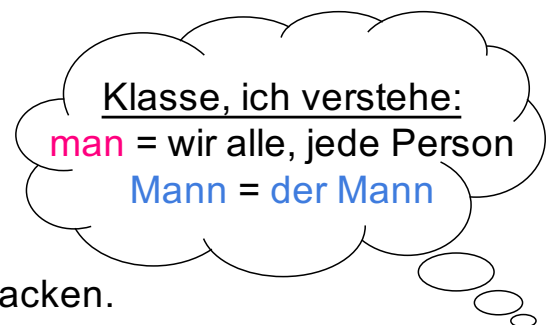 Klasse, ich verstehe:
man = wir alle, jede Person
Mann = der Mann
acken.